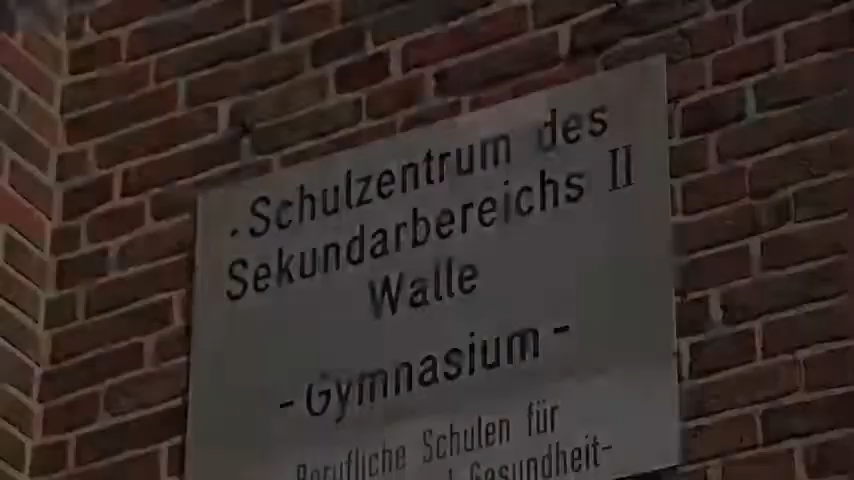 Schulzentrum des
Sekundarbereichs II
Walle
- Gymnasium -
Berufliche Schulen für
Gesundheit-